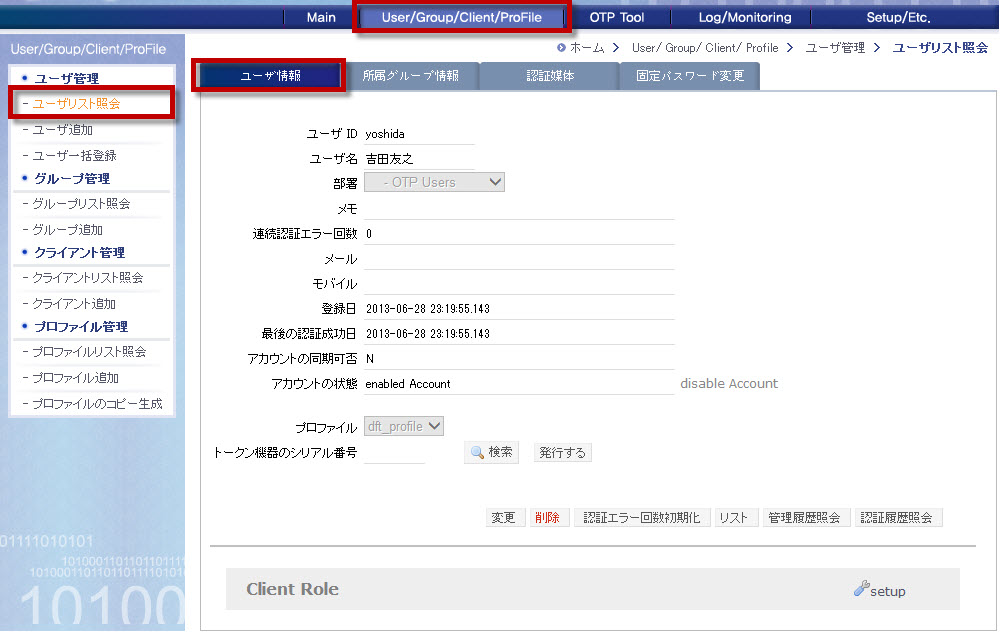 Main User/Group/Client/ProFile OTP Tool Log/Monitoring Setup/Etc.
User/Group/Client/ProFile
ホーム > User/ Group/ Client/ Profile > ユーザ管理 > ユーザリスト照会
• ユーザ管理
- ユーザリスト照会
- ユーザ追加
- ユーザ一括登録
• グループ管理
- グループリスト照会
- グループ追加
• クライアント管理
- クライアントリスト照会
- クライアント追加
• プロファイル管理
- プロファイルリスト照会
- プロファイル追加
- プロファイルのコピー生成
ユーザ情報 所属グループ情報 認証媒体 固定パスワード変更
ユーザ ID yoshida
ユーザ名 吉田友之
部署 - OTP Users
メモ
連続認証エラー回数 0
メール
モバイル
登録日 2013-06-28 23:19:55.143
最後の認証成功日 2013-06-28 23:19:55.143
アカウントの同期可否 N
アカウントの状態 enabled Account disable Account
プロファイル dft_profile
トークン機器のシリアル番号 検索 発行する
変更 削除 認証エラー回数初期化 リスト 管理履歴照会 認証履歴照会
Client Role setup
01111010101
1010001101101101111
1010001101101101110101
10100